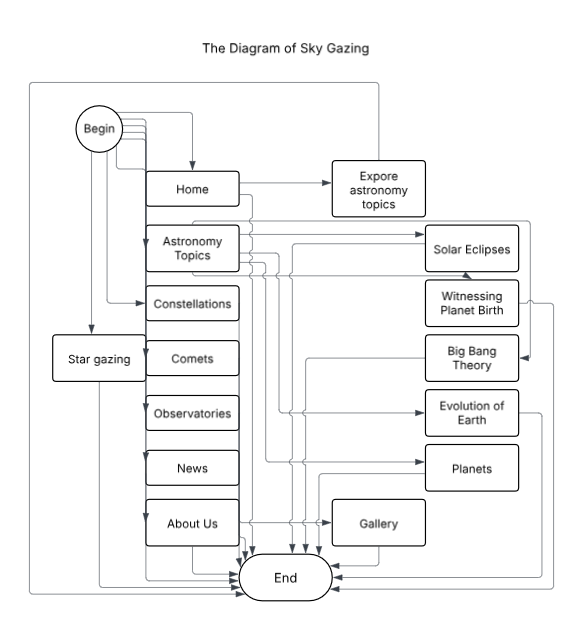 The Diagram of Sky Gazing
Begin
Home
Expore
astronomy
topics
Astronomy
Topics
Solar Eclipses
Constellations
Witnessing
Planet Birth
Star gazing
Comets
Big Bang
Theory
Observatories
Evolution of
Earth
News
Planets
About Us
Gallery
End